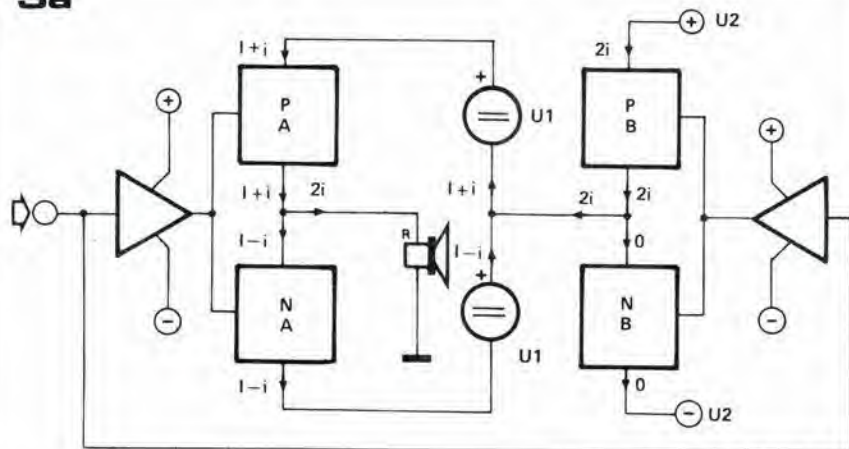 3a
I+i
2i
+ U2
P
A
+
U1
P
B
+
+
I+i
2i
I+i
2i
2i
I-i
R
I-i
0
+
N
A
N
B
−
−
U1
I-i
0
− U2